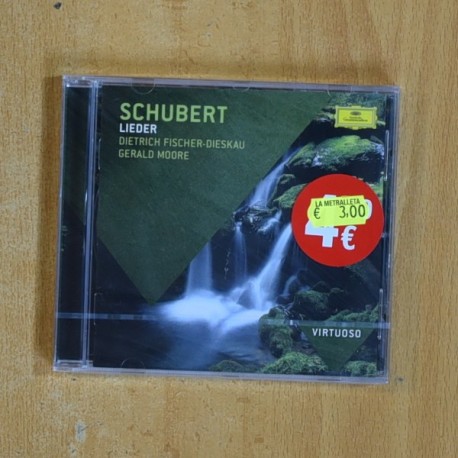 SCHUBERT
LIEDER
DIETRICH FISCHER-DIESKAU
GERALD MOORE
LA METRALLETA
€ 3,00
4
€
VIRTUOSO